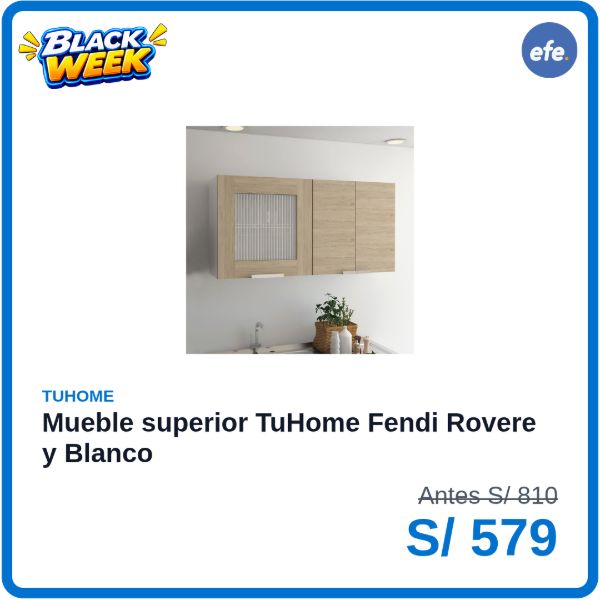 BLACK
WEEK
efe.
TUHOME
Mueble superior TuHome Fendi Rovere
y Blanco
Antes S/ 810
S/ 579